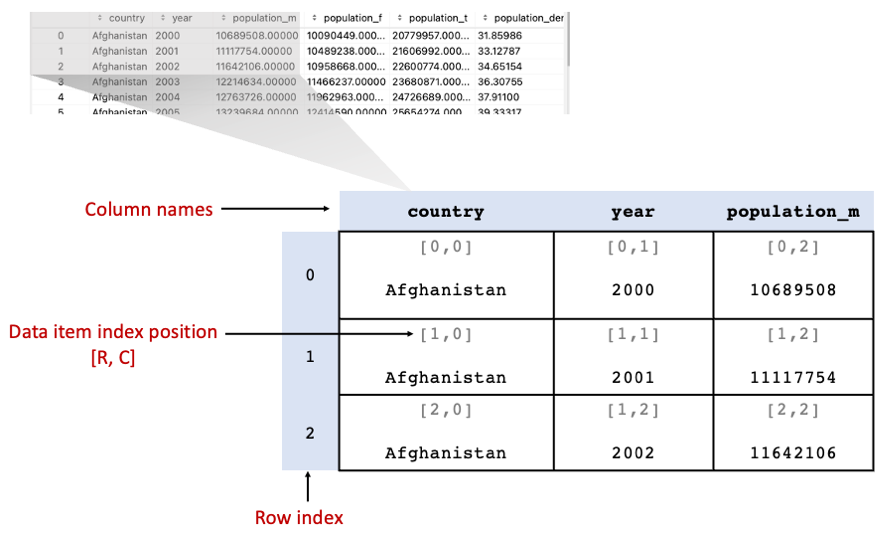 country year population_m population_f population_t population_der
0 Afghanistan 2000 10689508.00000 10090449.000... 20779957.000... 31.85986
1 Afghanistan 2001 11117754.00000 10489238.000... 21606992.000... 33.12787
2 Afghanistan 2002 11642106.00000 10958668.000... 22600774.000... 34.65154
3 Afghanistan 2003 12214634.00000 11466237.00000 23680871.000... 36.30755
4 Afghanistan 2004 12763726.00000 11962963.000... 24726689.000... 37.91100
5 Afghanistan 2005 13239684.00000 12414590.00000 25654274.000... 39.33317
Column names country year population_m
[0,0] [0,1] [0,2]
0
Afghanistan 2000 10689508
Data item index position [1,0] [1,1] [1,2]
[R, C] 1
Afghanistan 2001 11117754
[2,0] [1,2] [2,2]
2
Afghanistan 2002 11642106
Row index